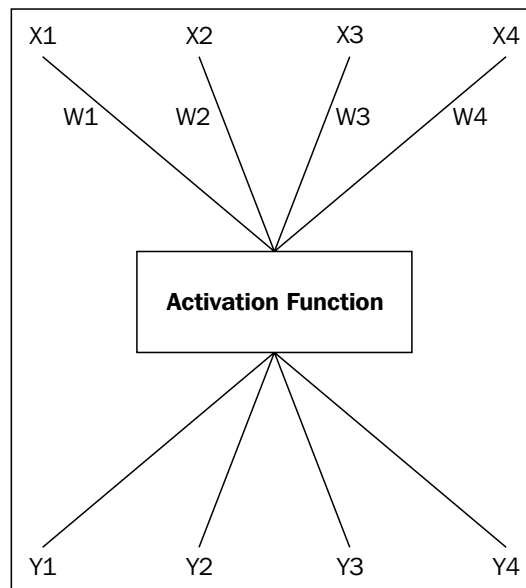 X1 X2 X3 X4
W1 W2 W3 W4
Activation Function
Y1 Y2 Y3 Y4